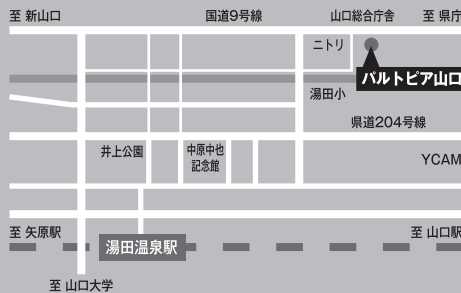 至 新山口
国道9号線
山口総合庁舎
至 県庁
ニトリ
パルトピア山口
湯田小
県道204号線
井上公園
中原中也
記念館
YCAM
至 矢原駅
湯田温泉駅
至 山口駅
至 山口大学